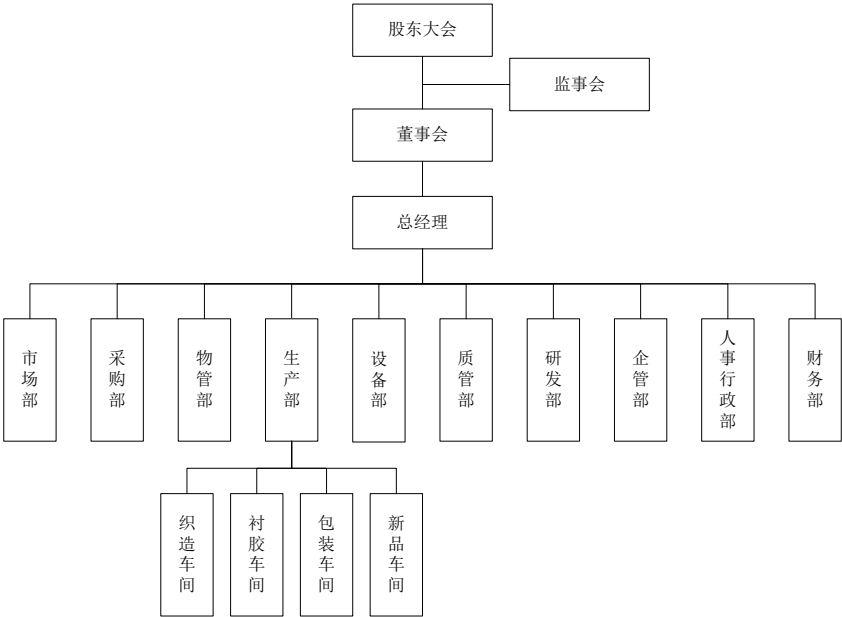 股东大会
监事会
董事会
总经理
市场部
采购部
物管部
生产部
设备部
质管部
研发部
企管部
人事行政部
财务部
织造车间
衬胶车间
包装车间
新品车间